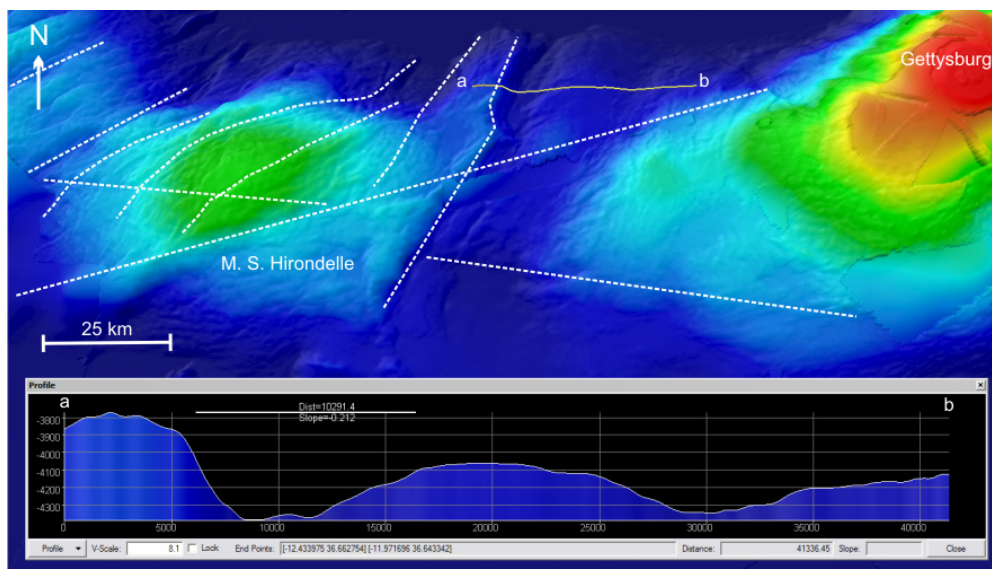 N
Gettysburg
a
b
M. S. Hirondelle
25 km
Profile
a
b
Dist=10291.4
Slope=-0.212
-3800
-3900
-4000
-4100
-4200
-4300
0 5000 10000 15000 20000 25000 30000 35000 40000
Profile V-Scale: 8.1 Lock End Points: [-12.433975 36.662754] [-11.971696 36.643342] Distance: 41336.45 Slope: Close